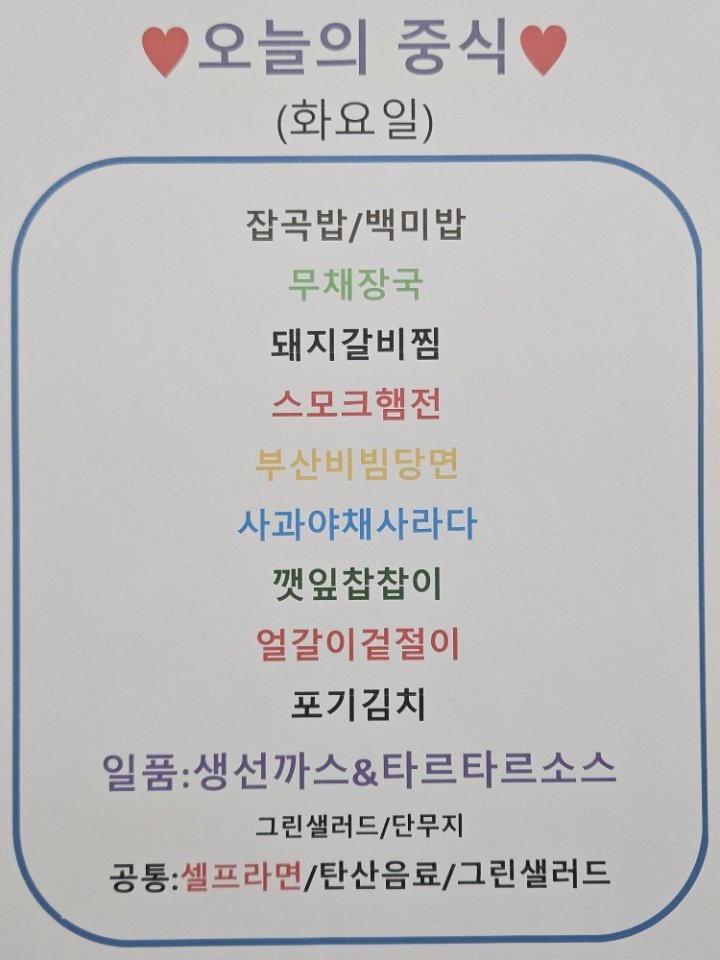 ♥오늘의 중식♥
(화요일)
잡곡밥/백미밥
무채장국
돼지갈비찜
스모크햄전
부산비빔당면
사과야채사라다
깻잎찹찹이
얼갈이겉절이
포기김치
일품:생선까스&타르타르소스
그린샐러드/단무지
공통:셀프라면/탄산음료/그린샐러드